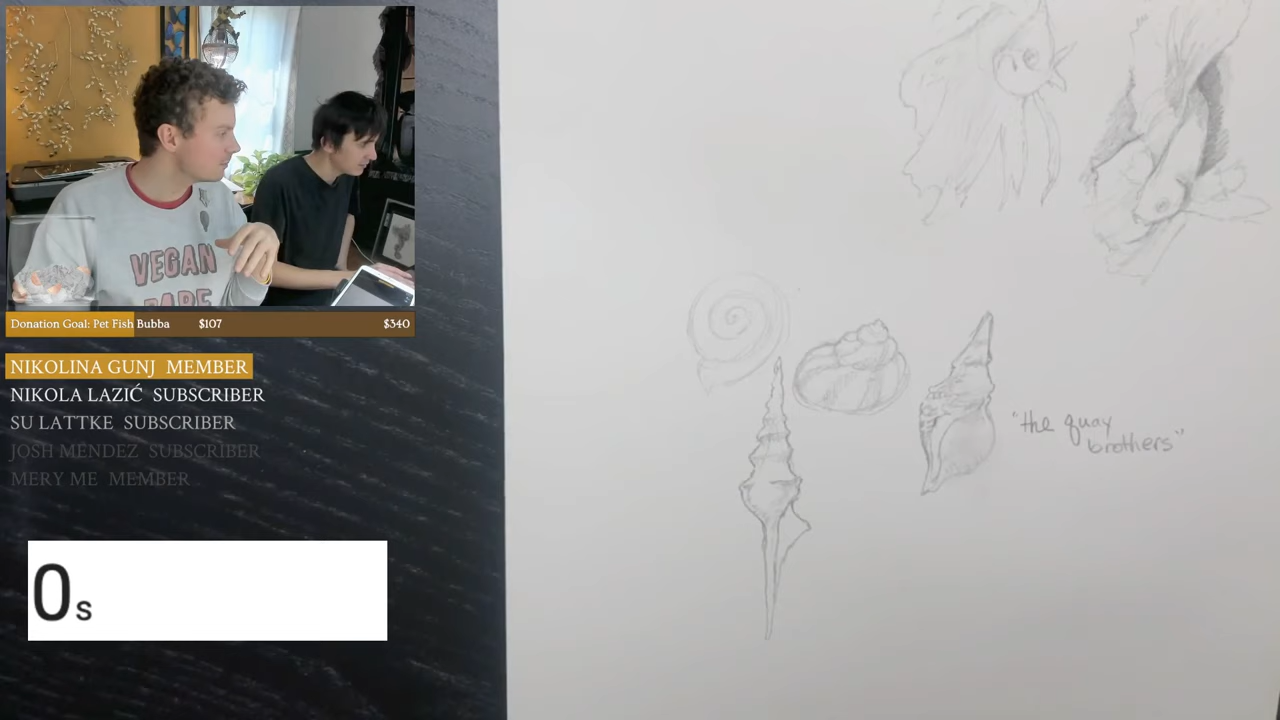 VEGAN
Donation Goal: Pet Fish Bubba $107 $340
NIKOLINA GUNJ MEMBER
NIKOLA LAZIĆ SUBSCRIBER
SU LATTKE SUBSCRIBER
JOSH MENDEZ SUBSCRIBER
MERY ME MEMBER
0s
"the quay
brothers"